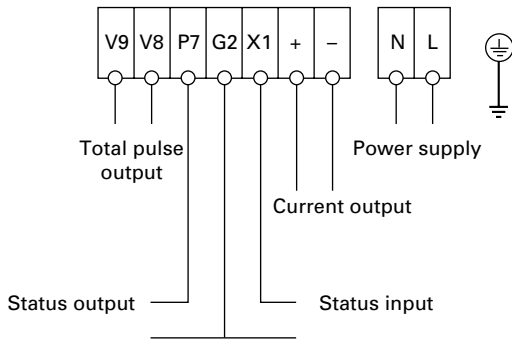 V9 V8 P7 G2 X1 + – N L
Total pulse
output
Power supply
Current output
Status output
Status input